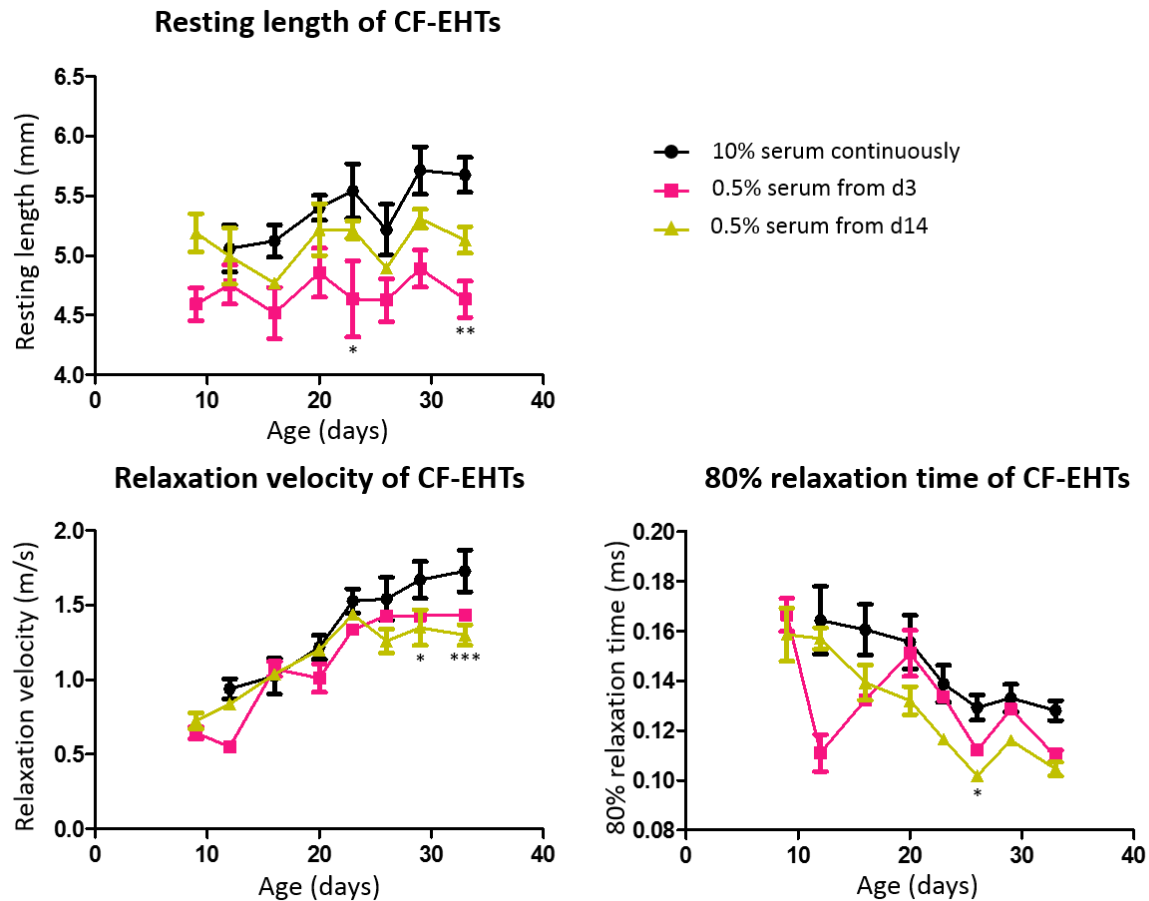 Resting length of CF-EHTs
Resting length (mm)
6.5
6.0
5.5
5.0
4.5
4.0
0 10 20 30 40
Age (days)
*
**
10% serum continuously
0.5% serum from d3
0.5% serum from d14
Relaxation velocity of CF-EHTs
Relaxation velocity (m/s)
2.0
1.5
1.0
0.5
0.0
0 10 20 30 40
Age (days)
*
***
80% relaxation time of CF-EHTs
80% relaxation time (ms)
0.20
0.18
0.16
0.14
0.12
0.10
0.08
0 10 20 30 40
Age (days)
*